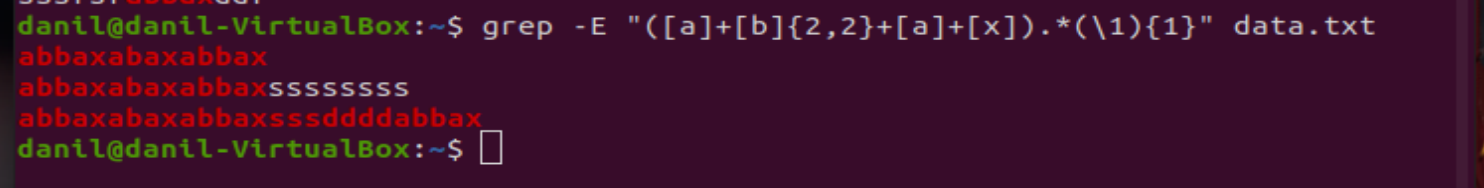 danil@danil-VirtualBox:~$ grep -E "([a]+[b]{2,2}+[a]+[x]).*(\1){1}" data.txt
abbaxabaxabbax
abbaxabaxabbaxssssssss
abbaxabaxabbaxsssddddabbax
danil@danil-VirtualBox:~$